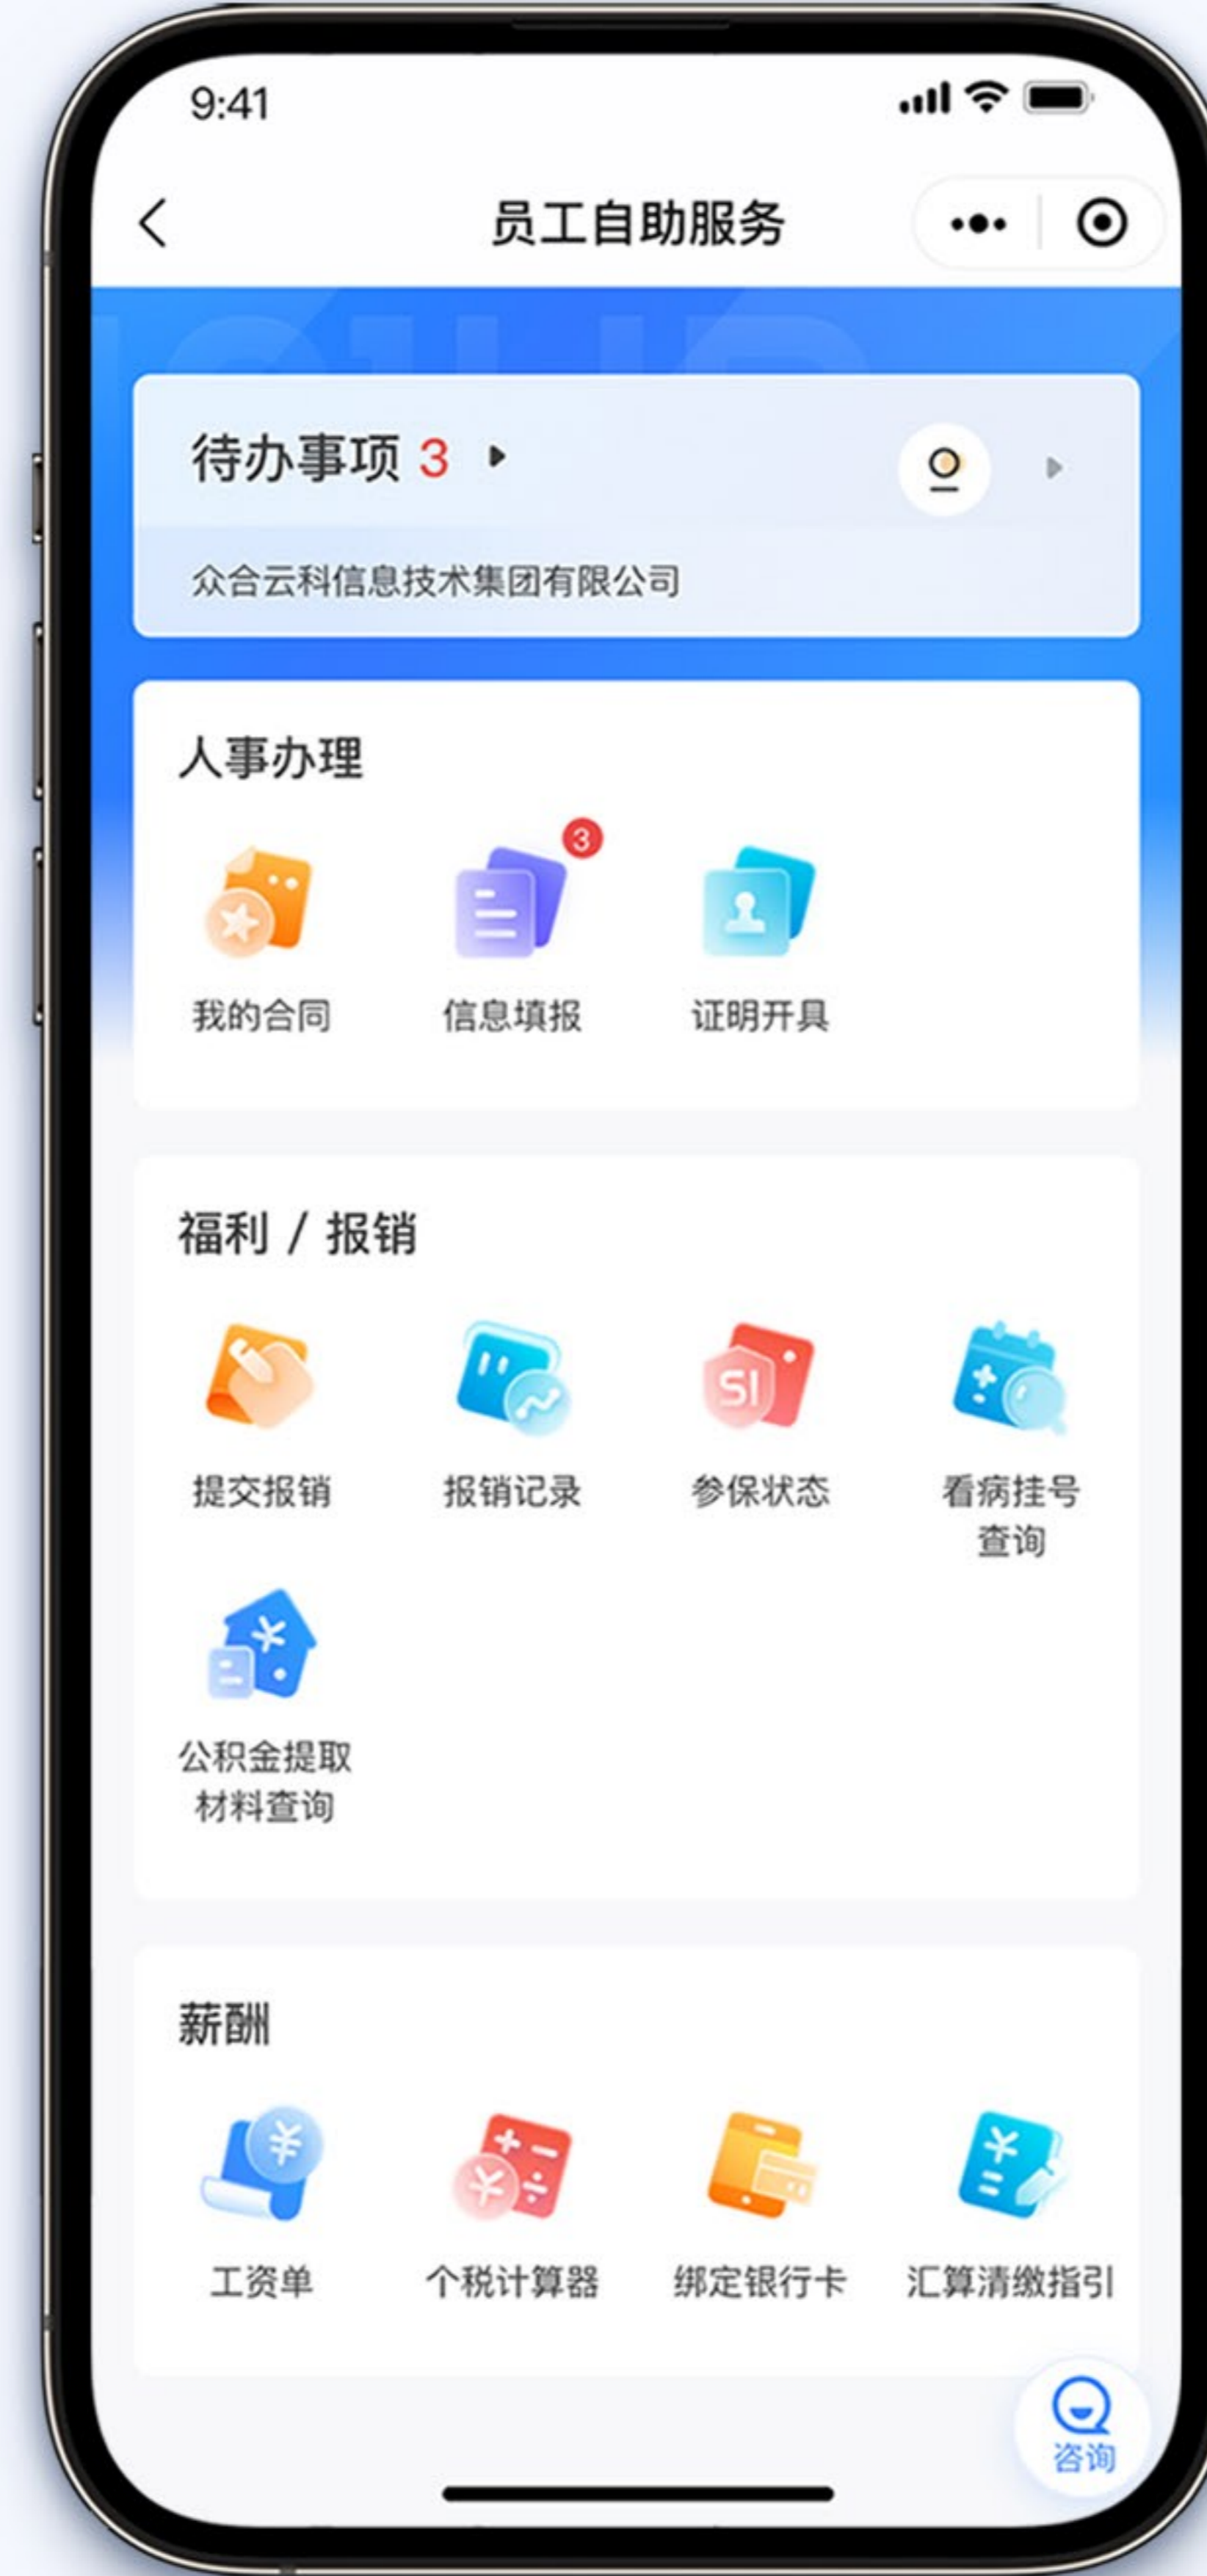 9:41
员工自助服务
待办事项 3
众合云科信息技术集团有限公司
人事办理
3
我的合同
信息填报
证明开具
福利 / 报销
SI
提交报销
报销记录
参保状态
看病挂号
查询
公积金提取
材料查询
薪酬
工资单
个税计算器
绑定银行卡
汇算清缴指引
咨询